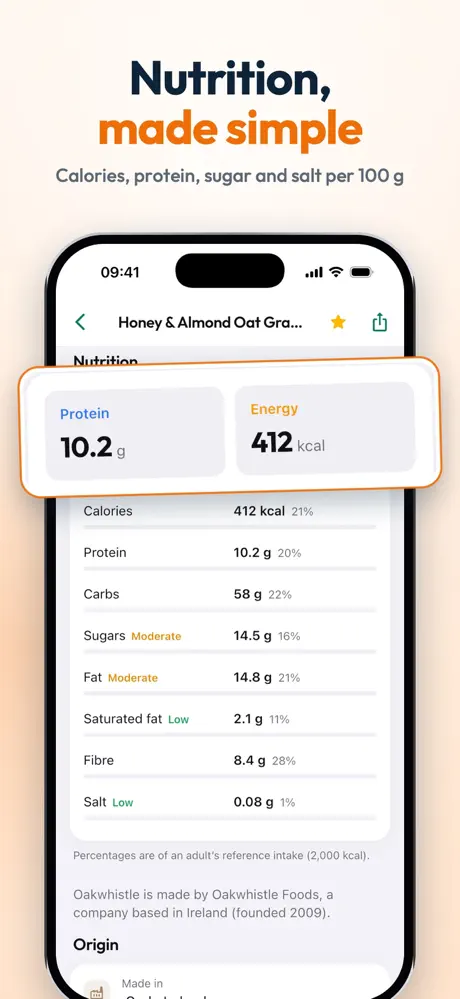 Nutrition,
made simple
Calories, protein, sugar and salt per 100 g
09:41
Honey & Almond Oat Gra...
Nutrition
Protein
10.2 g
Energy
412 kcal
Calories 412 kcal 21%
Protein 10.2 g 20%
Carbs 58 g 22%
Sugars Moderate 14.5 g 16%
Fat Moderate 14.8 g 21%
Saturated fat Low 2.1 g 11%
Fibre 8.4 g 28%
Salt Low 0.08 g 1%
Percentages are of an adult's reference intake (2,000 kcal).
Oakwhistle is made by Oakwhistle Foods, a
company based in Ireland (founded 2009).
Origin
Made in